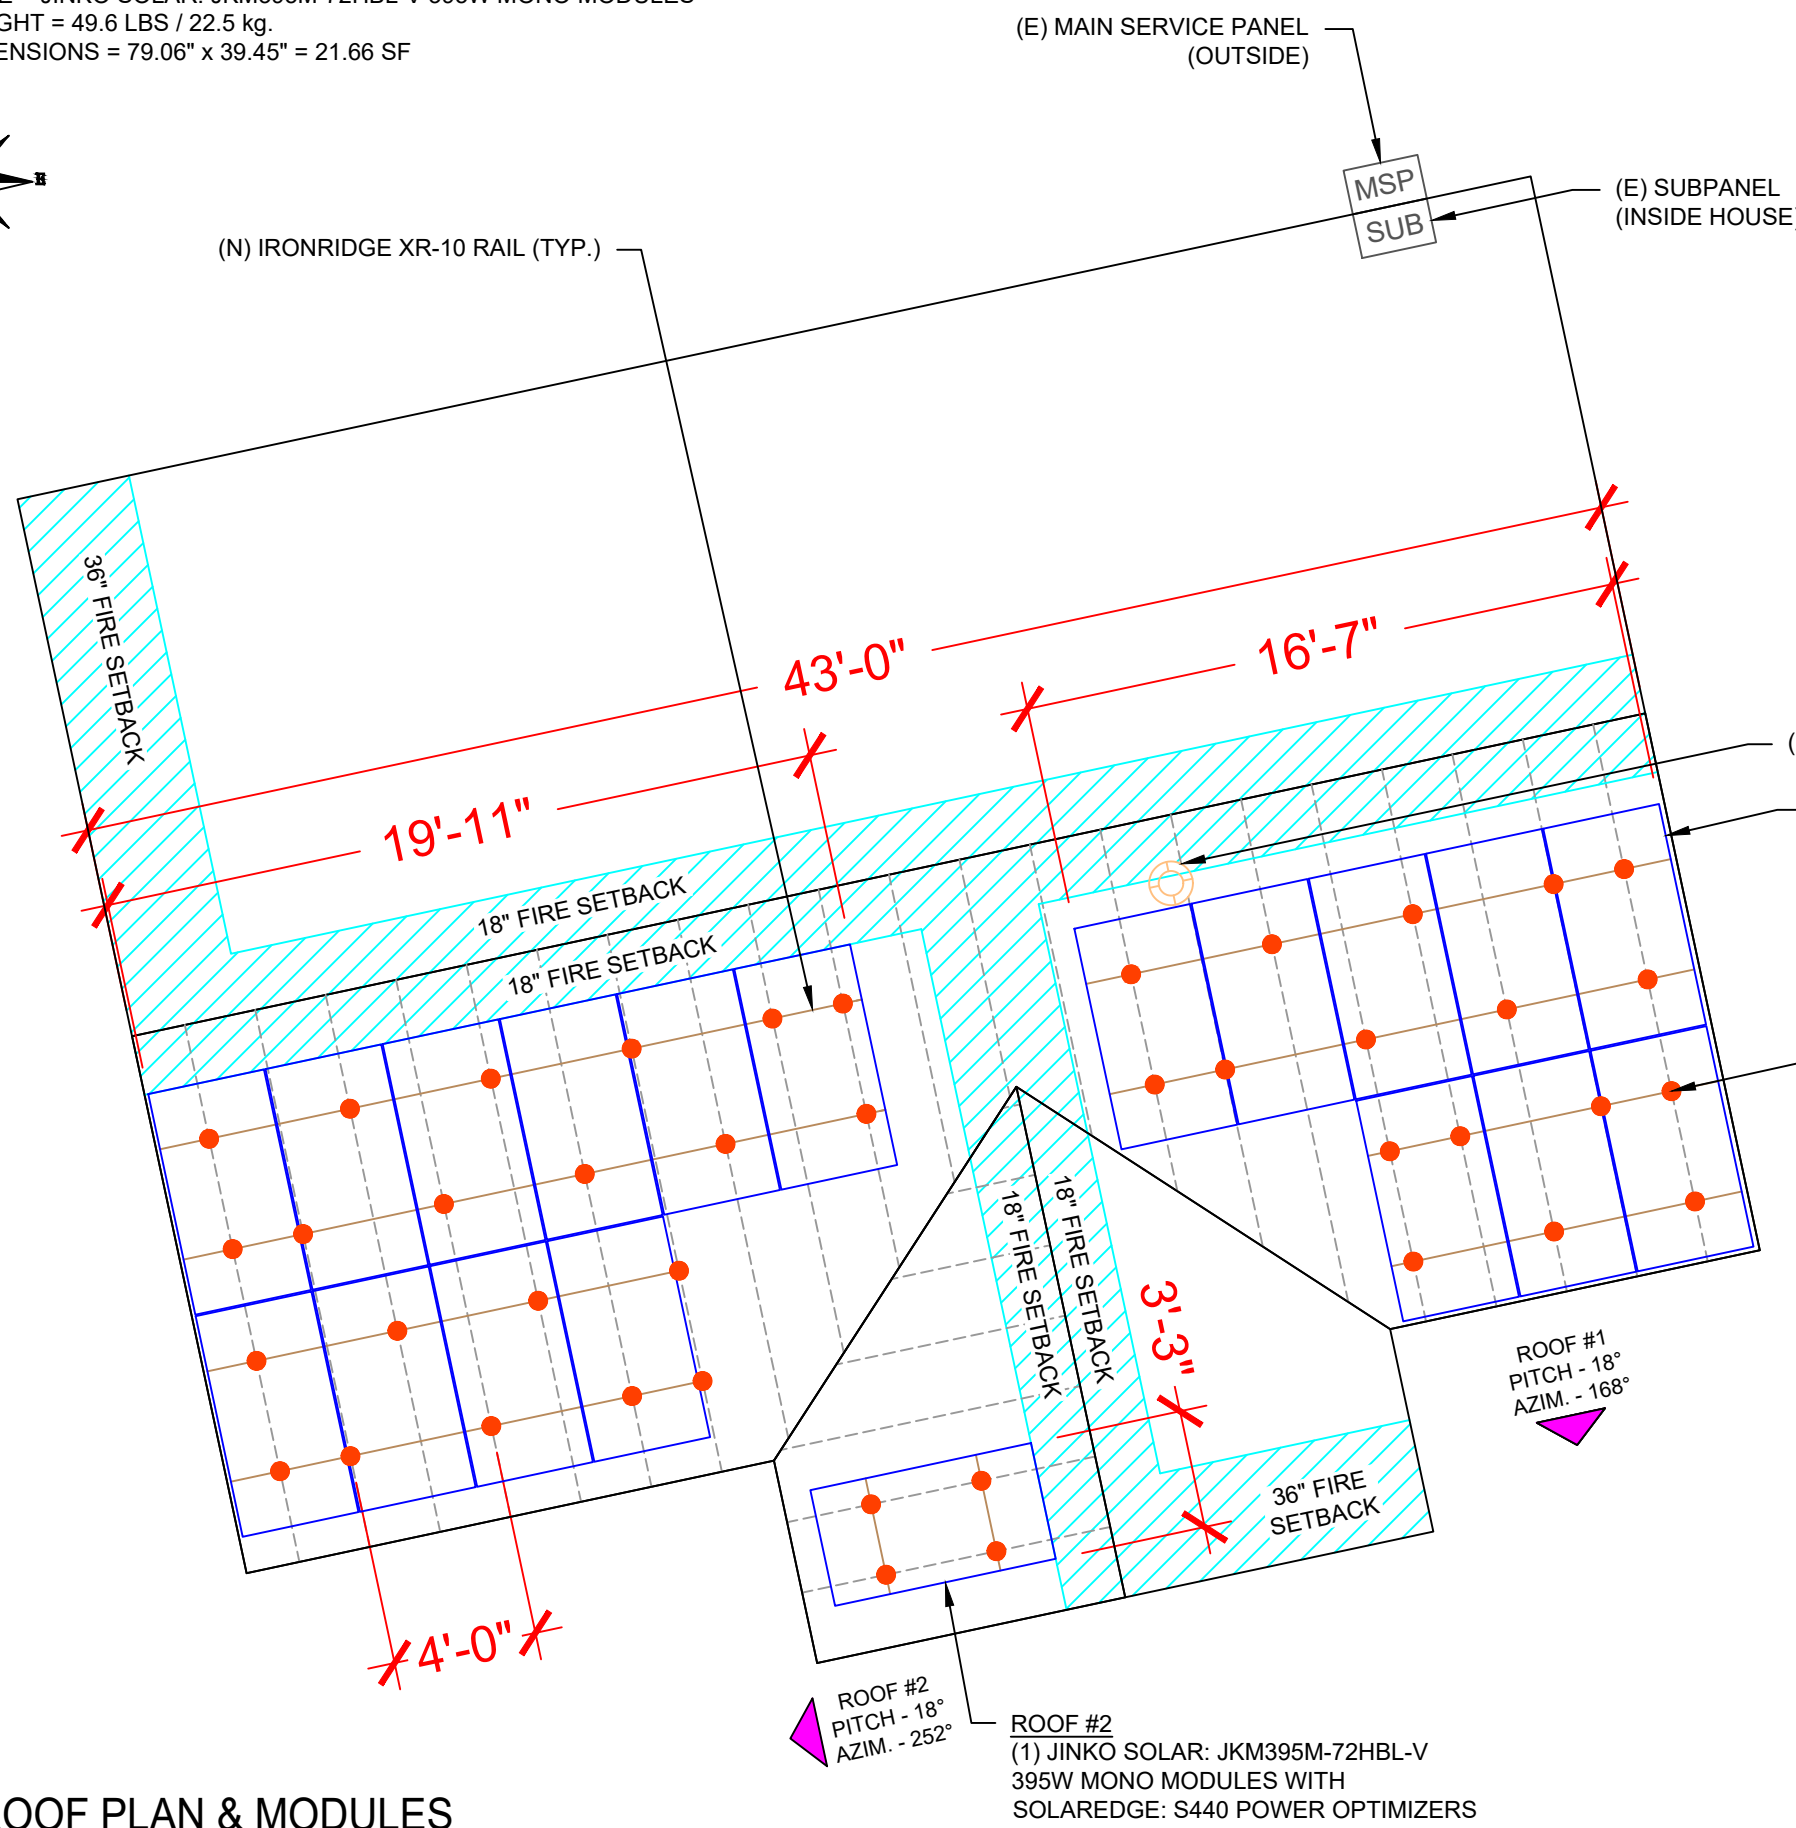 GHT = 49.6 LBS / 22.5 kg.
ENSIONS = 79.06" x 39.45" = 21.66 SF
(E) MAIN SERVICE PANEL
(OUTSIDE)
MSP
SUB
(E) SUBPANEL
(INSIDE HOUSE)
(N) IRONRIDGE XR-10 RAIL (TYP.)
36" FIRE SETBACK
43'-0"
16'-7"
19'-11"
(
18" FIRE SETBACK
18" FIRE SETBACK
18" FIRE SETBACK
18" FIRE SETBACK
3'-3"
ROOF #1
PITCH - 18°
AZIM. - 168°
36" FIRE
SETBACK
4'-0"
ROOF #2
PITCH - 18°
AZIM. - 252°
ROOF #2
(1) JINKO SOLAR: JKM395M-72HBL-V
395W MONO MODULES WITH
SOLAREDGE: S440 POWER OPTIMIZERS
OOF PLAN & MODULES